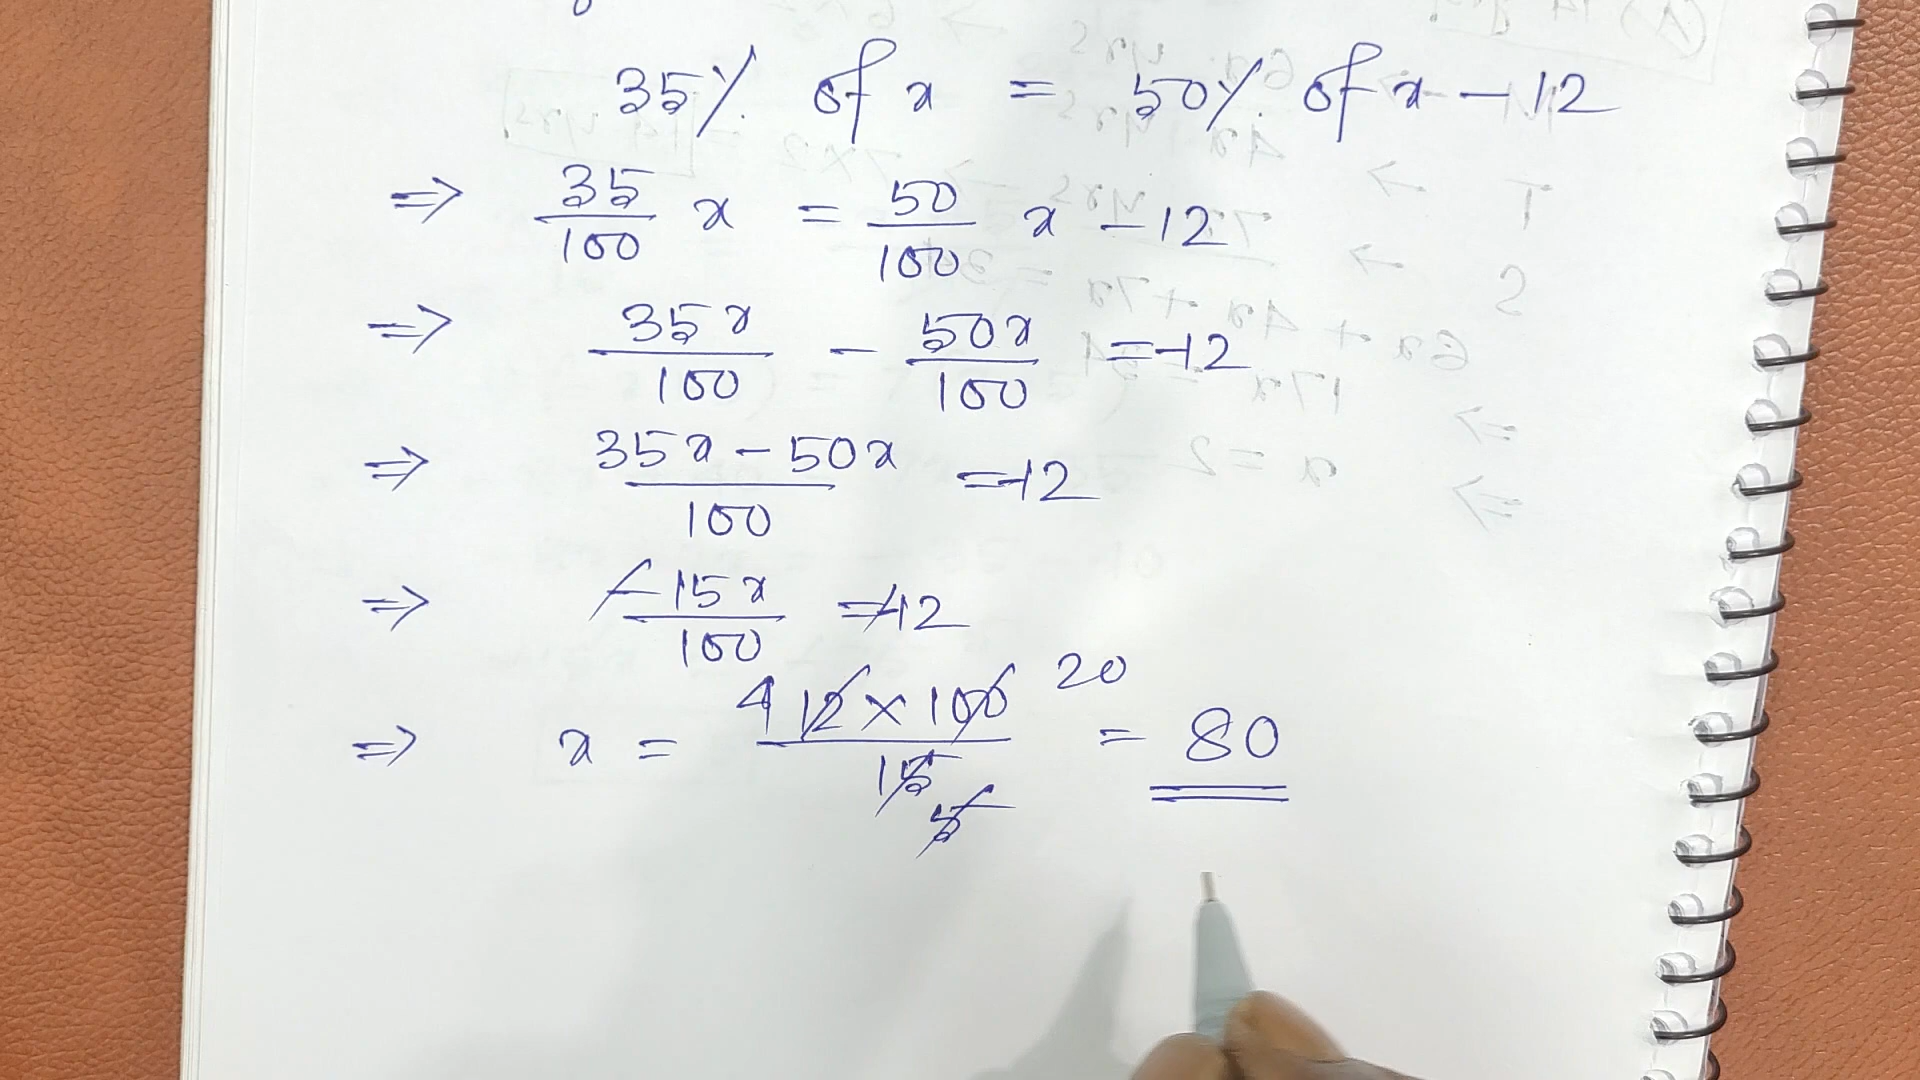 35% of x = 50% of x - 12
⇒ 35/100 x = 50/100 x - 12
⇒ 35x/100 - 50x/100 = -12
⇒ 35x - 50x/100 = -12
⇒ -15x/100 = -12
⇒ x = 4 12 × 100 20/15 5 = 80